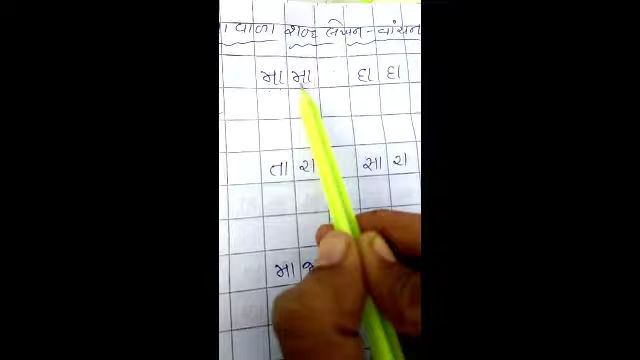 વાળા શબ્દ લેખન - વાંચન
મામા દાદા
તારા સારા
મા